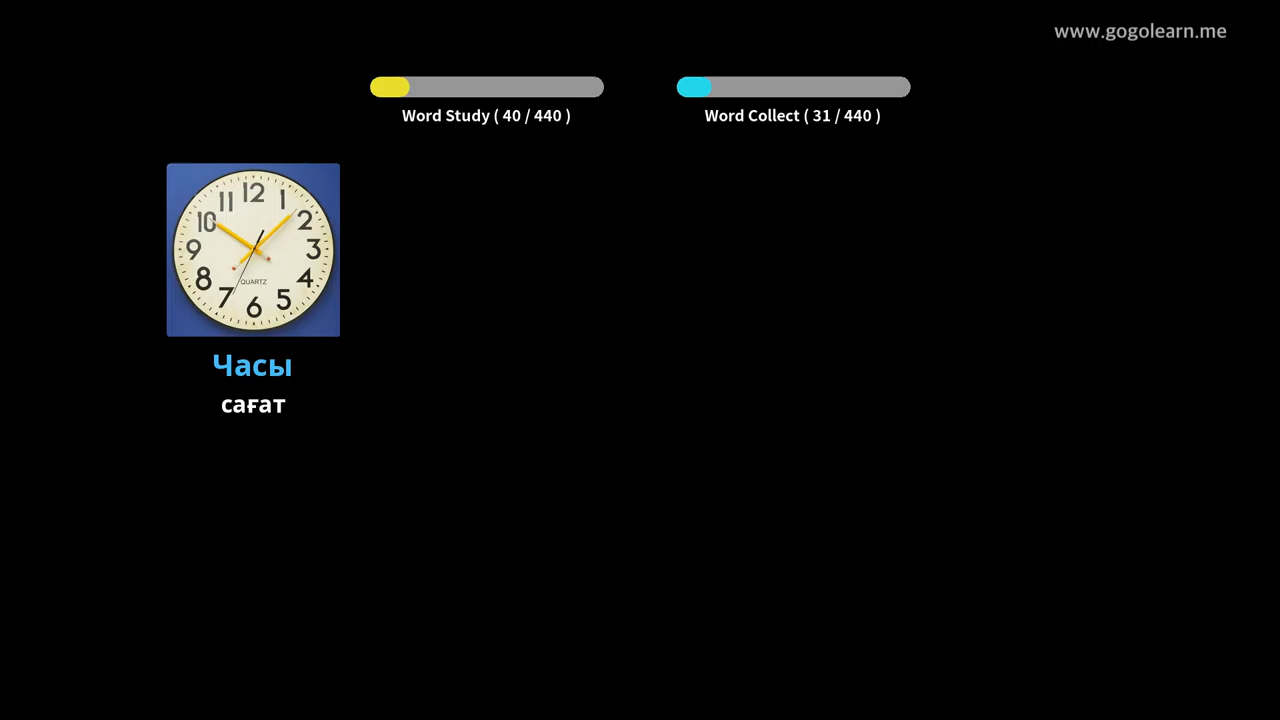 www.gogolearn.me
Word Study ( 40 / 440 )
Word Collect ( 31 / 440 )
12
11
1
10
2
9
3
8
4
QUARTZ
7
5
6
Часы
сағат